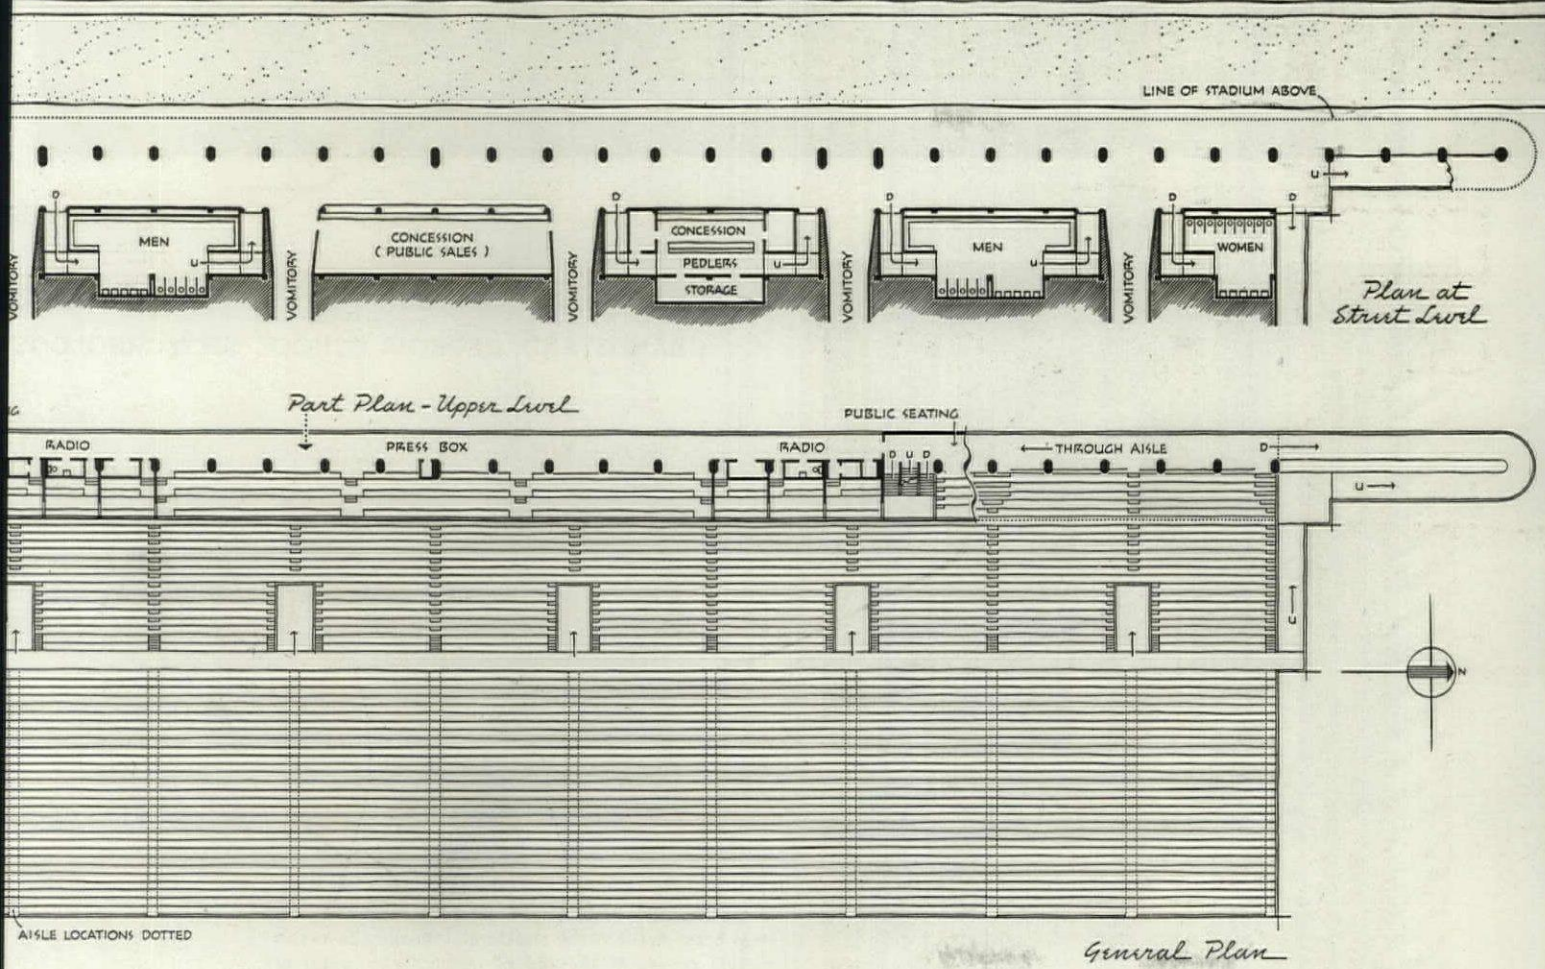 LINE OF STADIUM ABOVE
U
D
D
D
D
D
MEN
U
CONCESSION
( PUBLIC SALES )
CONCESSION
PEDLERS
STORAGE
U
MEN
U
WOMEN
VOMITORY
VOMITORY
VOMITORY
VOMITORY
VOMITORY
Plan at
Street Level
Part Plan - Upper Level
PUBLIC SEATING
RADIO
PRESS BOX
RADIO
D U D
THROUGH AISLE
D
U
U
N
AISLE LOCATIONS DOTTED
General Plan